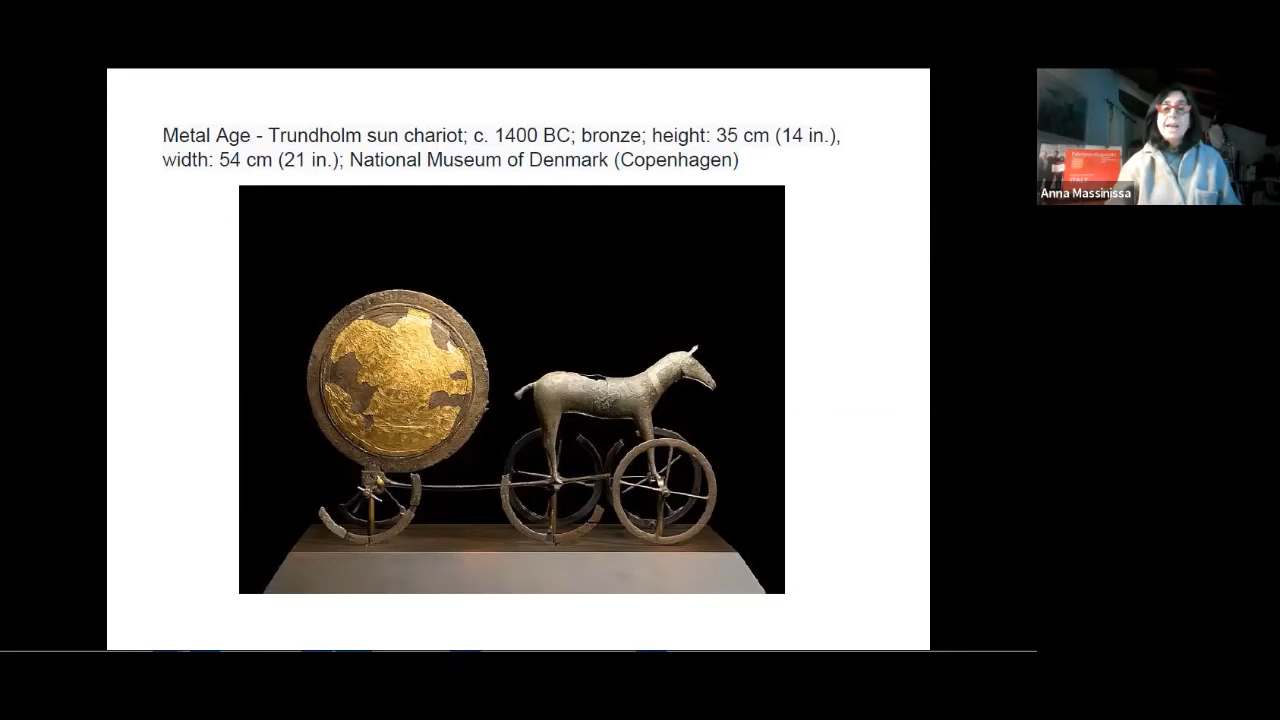 Metal Age - Trundholm sun chariot; c. 1400 BC; bronze; height: 35 cm (14 in.),
width: 54 cm (21 in.); National Museum of Denmark (Copenhagen)
Anna Massinissa